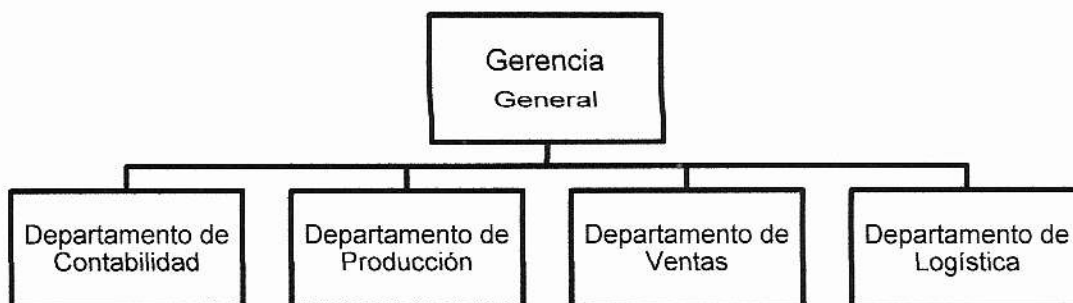 Gerencia
General
Departamento de
Contabilidad
Departamento de
Producción
Departamento de
Ventas
Departamento de
Logística